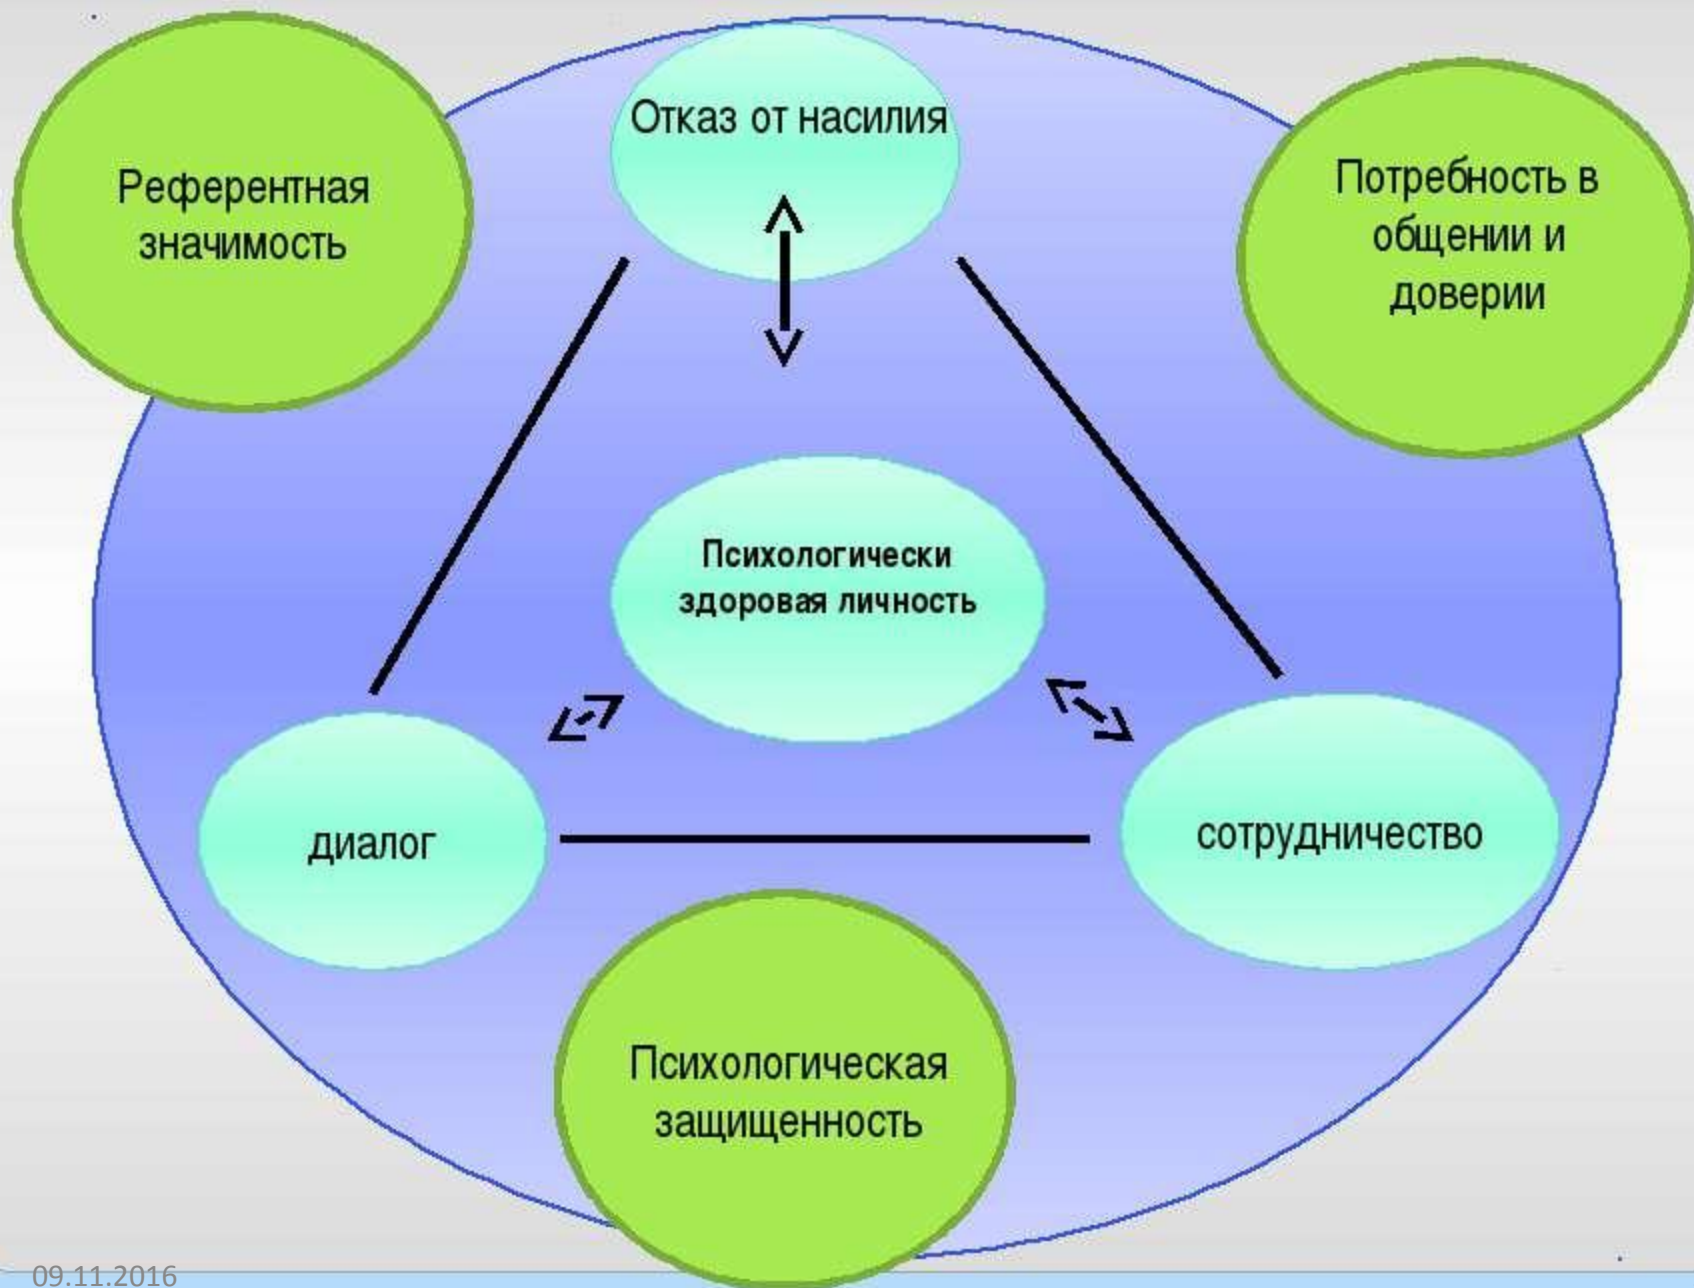 Отказ от насилия
Референтная
значимость
Потребность в
общении и
доверии
Психологически
здоровая личность
диалог
сотрудничество
Психологическая
защищенность
09.11.2016